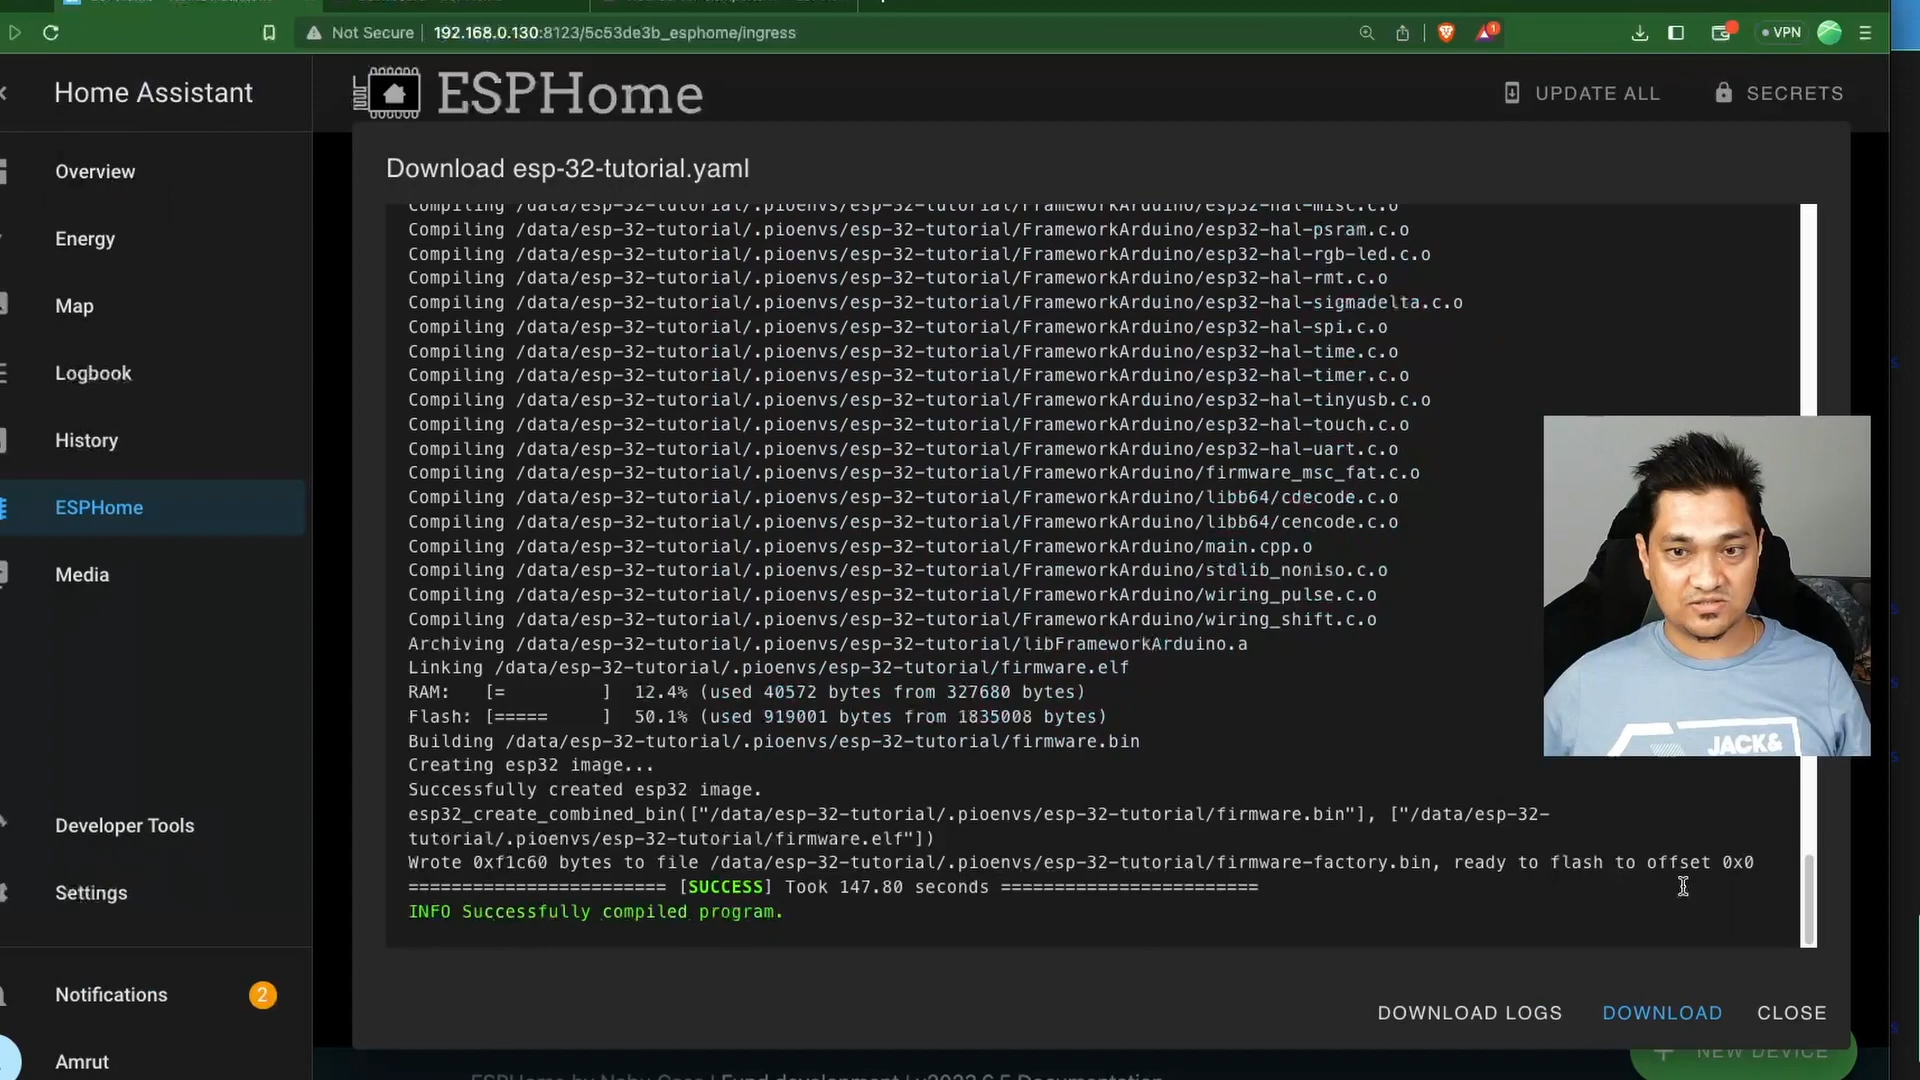 Not Secure
192.168.0.130:8123/5c53de3b_esphome/ingress
1
VPN
Home Assistant
ESPHome
UPDATE ALL
SECRETS
Overview
Energy
Map
Logbook
History
ESPHome
Media
Developer Tools
Settings
Notifications
2
Amrut
Download esp-32-tutorial.yaml
Compiling /data/esp-32-tutorial/.pioenvs/esp-32-tutorial/FrameworkArduino/esp32-hal-misc.c.o
Compiling /data/esp-32-tutorial/.pioenvs/esp-32-tutorial/FrameworkArduino/esp32-hal-psram.c.o
Compiling /data/esp-32-tutorial/.pioenvs/esp-32-tutorial/FrameworkArduino/esp32-hal-rgb-led.c.o
Compiling /data/esp-32-tutorial/.pioenvs/esp-32-tutorial/FrameworkArduino/esp32-hal-rmt.c.o
Compiling /data/esp-32-tutorial/.pioenvs/esp-32-tutorial/FrameworkArduino/esp32-hal-sigmadelta.c.o
Compiling /data/esp-32-tutorial/.pioenvs/esp-32-tutorial/FrameworkArduino/esp32-hal-spi.c.o
Compiling /data/esp-32-tutorial/.pioenvs/esp-32-tutorial/FrameworkArduino/esp32-hal-time.c.o
Compiling /data/esp-32-tutorial/.pioenvs/esp-32-tutorial/FrameworkArduino/esp32-hal-timer.c.o
Compiling /data/esp-32-tutorial/.pioenvs/esp-32-tutorial/FrameworkArduino/esp32-hal-tinyusb.c.o
Compiling /data/esp-32-tutorial/.pioenvs/esp-32-tutorial/FrameworkArduino/esp32-hal-touch.c.o
Compiling /data/esp-32-tutorial/.pioenvs/esp-32-tutorial/FrameworkArduino/esp32-hal-uart.c.o
Compiling /data/esp-32-tutorial/.pioenvs/esp-32-tutorial/FrameworkArduino/firmware_msc_fat.c.o
Compiling /data/esp-32-tutorial/.pioenvs/esp-32-tutorial/FrameworkArduino/libb64/cdecode.c.o
Compiling /data/esp-32-tutorial/.pioenvs/esp-32-tutorial/FrameworkArduino/libb64/cencode.c.o
Compiling /data/esp-32-tutorial/.pioenvs/esp-32-tutorial/FrameworkArduino/main.cpp.o
Compiling /data/esp-32-tutorial/.pioenvs/esp-32-tutorial/FrameworkArduino/stdlib_noniso.c.o
Compiling /data/esp-32-tutorial/.pioenvs/esp-32-tutorial/FrameworkArduino/wiring_pulse.c.o
Compiling /data/esp-32-tutorial/.pioenvs/esp-32-tutorial/FrameworkArduino/wiring_shift.c.o
Archiving /data/esp-32-tutorial/.pioenvs/esp-32-tutorial/libFrameworkArduino.a
Linking /data/esp-32-tutorial/.pioenvs/esp-32-tutorial/firmware.elf
RAM:   [=         ]  12.4% (used 40572 bytes from 327680 bytes)
Flash: [=====     ]  50.1% (used 919001 bytes from 1835008 bytes)
Building /data/esp-32-tutorial/.pioenvs/esp-32-tutorial/firmware.bin
Creating esp32 image...
Successfully created esp32 image.
esp32_create_combined_bin(["/data/esp-32-tutorial/.pioenvs/esp-32-tutorial/firmware.bin"], ["/data/esp-32-
tutorial/.pioenvs/esp-32-tutorial/firmware.elf"])
Wrote 0xf1c60 bytes to file /data/esp-32-tutorial/.pioenvs/esp-32-tutorial/firmware-factory.bin, ready to flash to offset 0x0
======================== [SUCCESS] Took 147.80 seconds ========================
INFO Successfully compiled program.
JACK&
DOWNLOAD LOGS
DOWNLOAD
CLOSE
NEW DEVICE